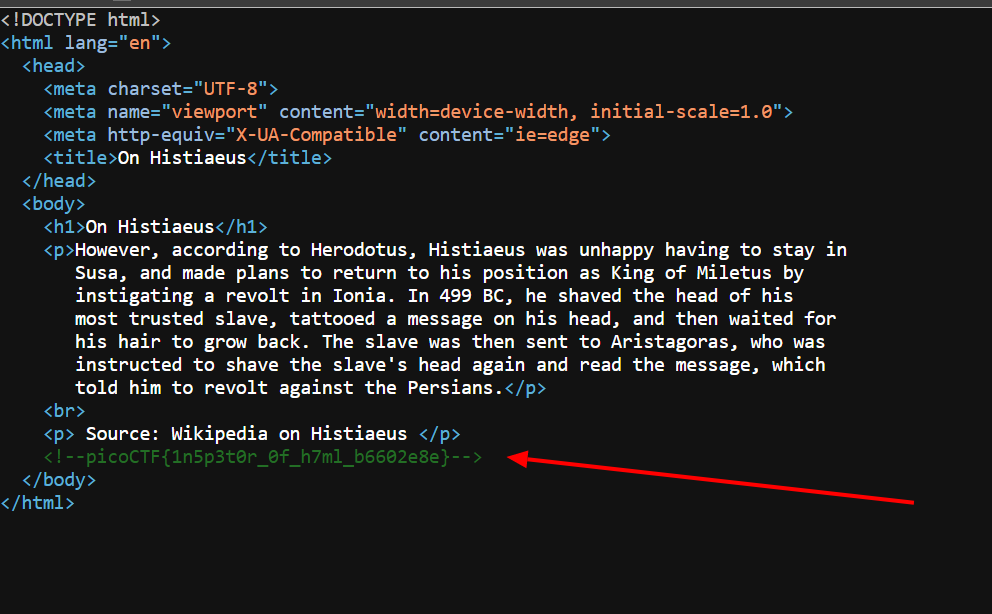 <!DOCTYPE html>
<html lang="en">
<head>
<meta charset="UTF-8">
<meta name="viewport" content="width=device-width, initial-scale=1.0">
<meta http-equiv="X-UA-Compatible" content="ie=edge">
<title>On Histiaeus</title>
</head>
<body>
<h1>On Histiaeus</h1>
<p>However, according to Herodotus, Histiaeus was unhappy having to stay in
Susa, and made plans to return to his position as King of Miletus by
instigating a revolt in Ionia. In 499 BC, he shaved the head of his
most trusted slave, tattooed a message on his head, and then waited for
his hair to grow back. The slave was then sent to Aristagoras, who was
instructed to shave the slave's head again and read the message, which
told him to revolt against the Persians.</p>
<br>
<p> Source: Wikipedia on Histiaeus </p>
<!--picoCTF{1n5p3t0r_0f_h7ml_b6602e8e}-->
</body>
</html>